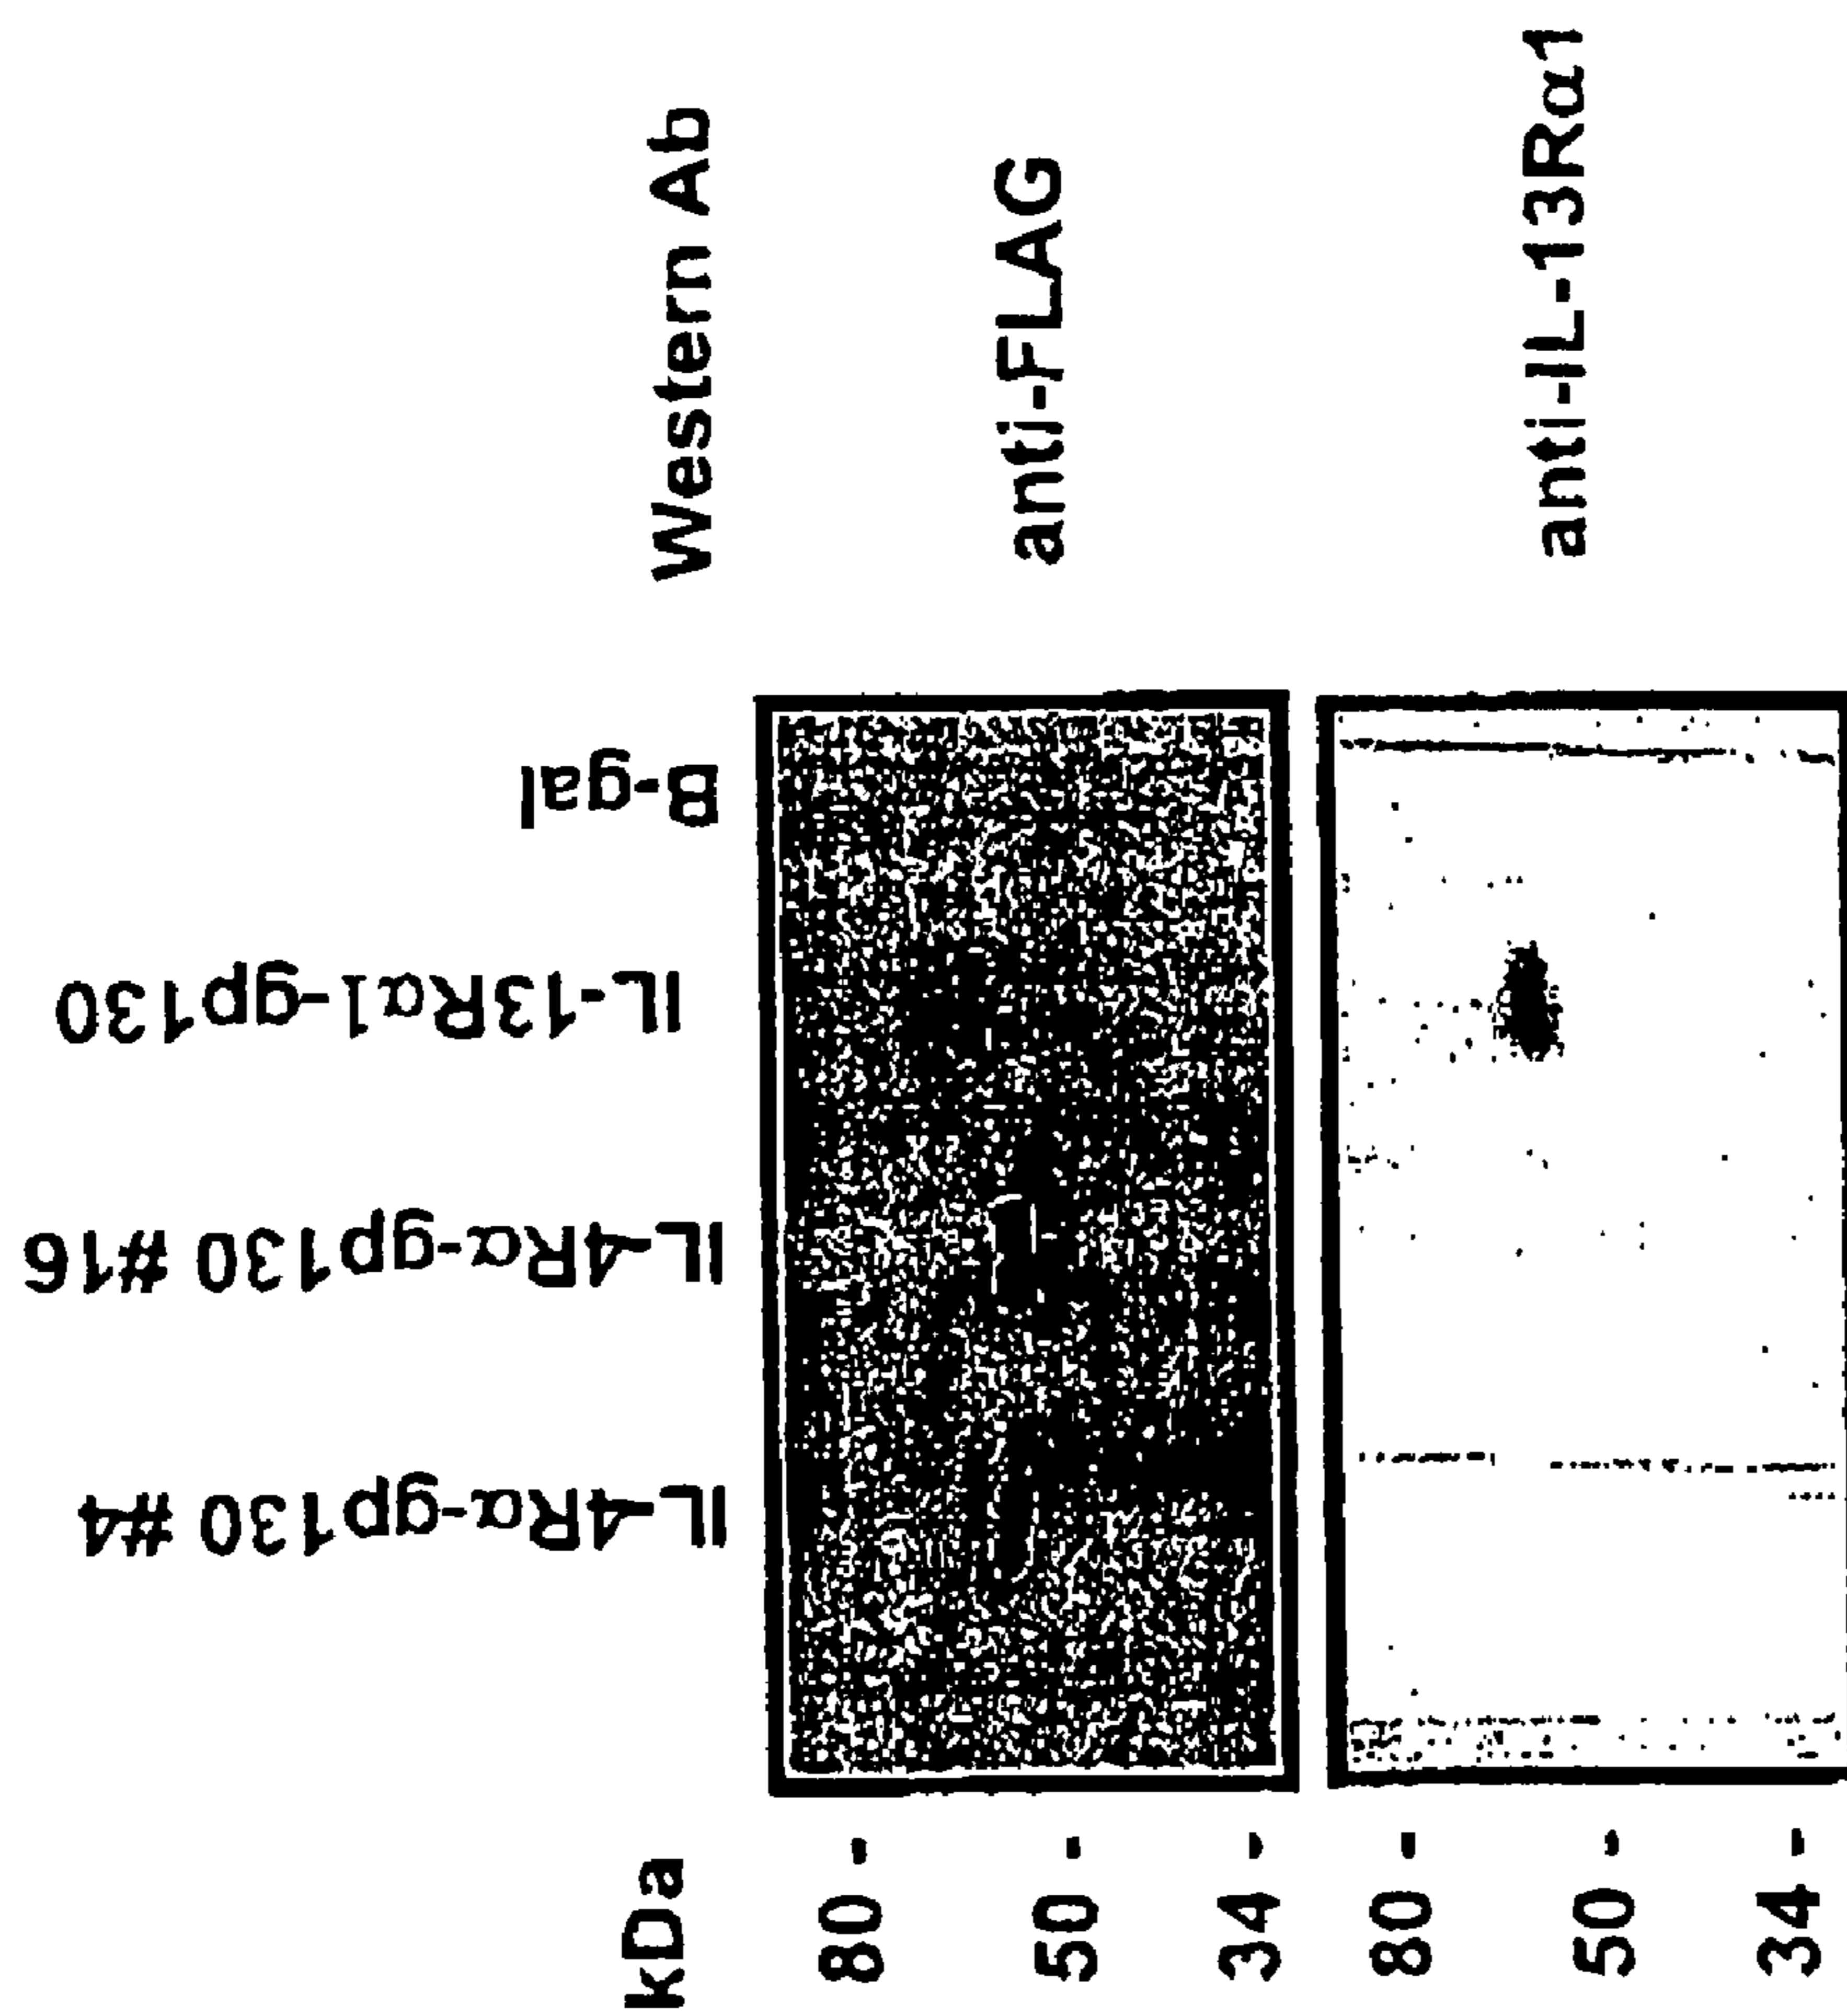 kDa
IL-4Rα-gp130 #4
IL-4Rα-gp130 #16
IL-13Rα1-gp130
B-gal
Western Ab
80 -
50 -
34 -
anti-FLAG
80 -
50 -
34 -
anti-IL-13Rα1